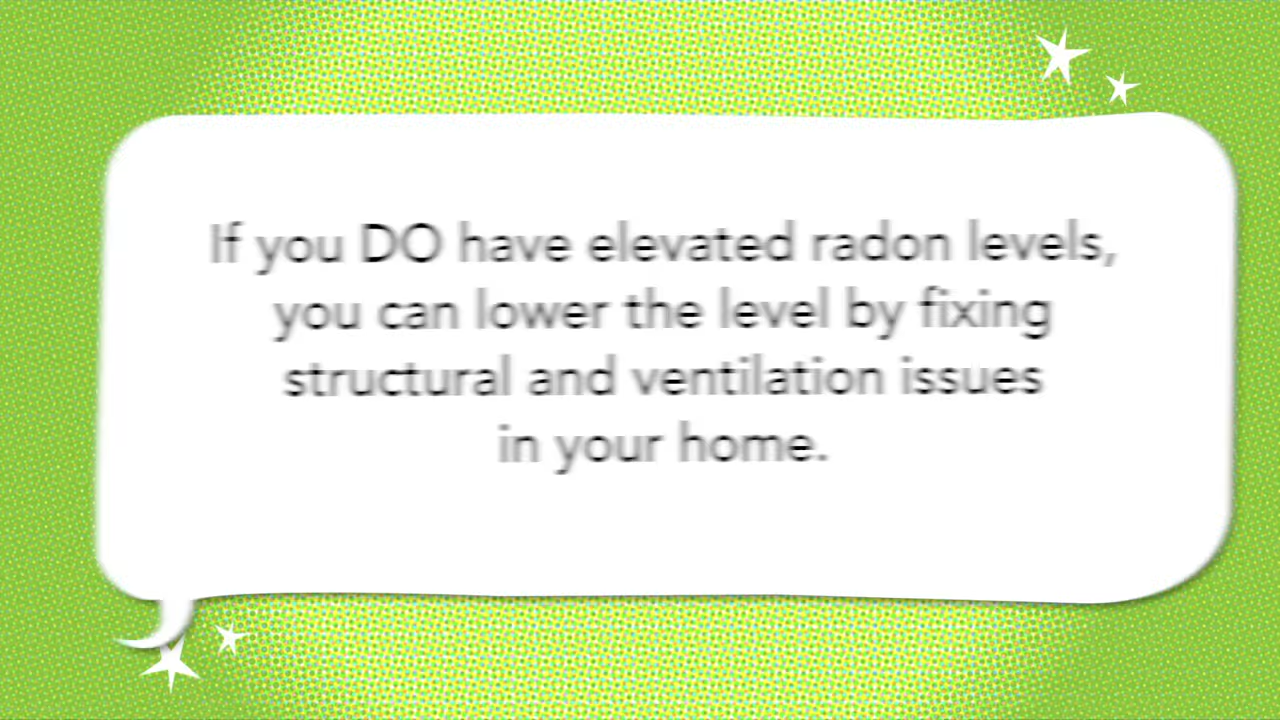 If you DO have elevated radon levels,
you can lower the level by fixing
structural and ventilation issues
in your home.